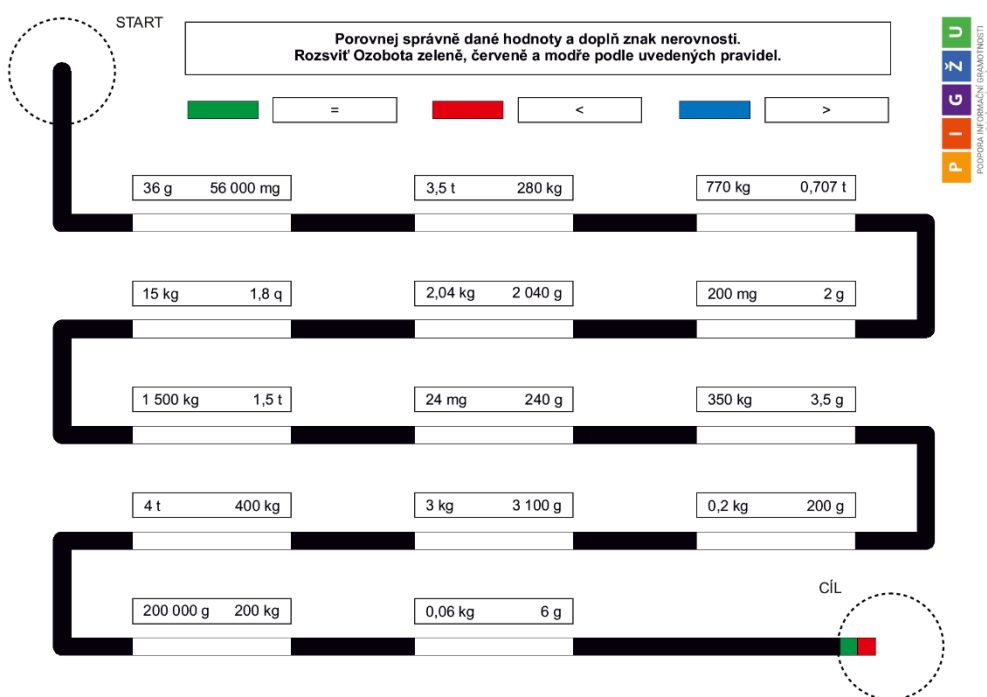 START
Porovnej správně dané hodnoty a doplň znak nerovnosti.
Rozsviť Ozobota zeleně, červeně a modře podle uvedených pravidel.
= < >
36 g 56 000 mg 3,5 t 280 kg 770 kg 0,707 t
15 kg 1,8 q 2,04 kg 2 040 g 200 mg 2 g
1 500 kg 1,5 t 24 mg 240 g 350 kg 3,5 g
4 t 400 kg 3 kg 3 100 g 0,2 kg 200 g
200 000 g 200 kg 0,06 kg 6 g
CÍL
P I G Ž U
PODPORA INFORMAČNÍ GRAMOTNOSTI